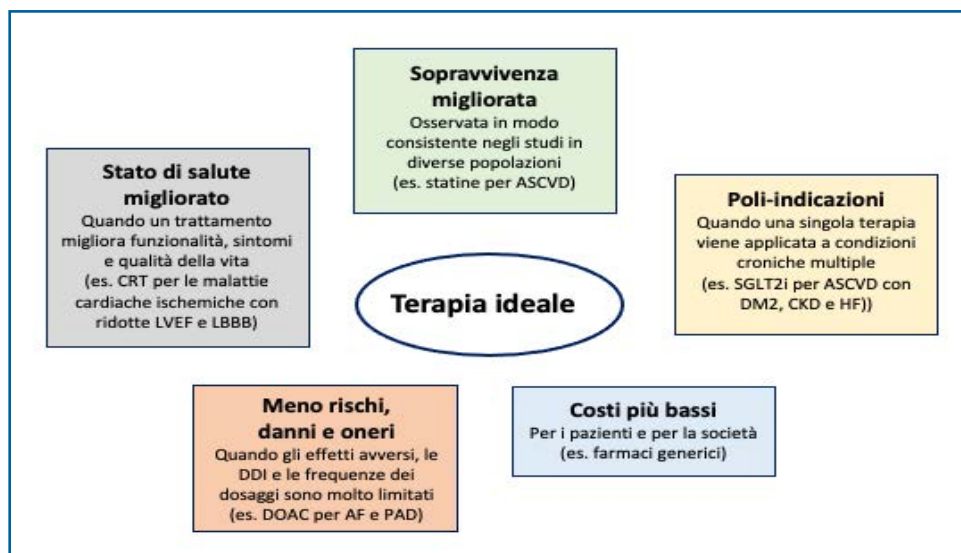 Sopravvivenza
migliorata
Osservata in modo
consistente negli studi in
diverse popolazioni
(es. statine per ASCVD)
Stato di salute
migliorato
Quando un trattamento
migliora funzionalità, sintomi
e qualità della vita
(es. CRT per le malattie
cardiache ischemiche con
ridotte LVEF e LBBB)
Poli-indicazioni
Quando una singola terapia
viene applicata a condizioni
croniche multiple
(es. SGLT2i per ASCVD con
DM2, CKD e HF))
Terapia ideale
Meno rischi,
danni e oneri
Quando gli effetti avversi, le
DDI e le frequenze dei
dosaggi sono molto limitati
(es. DOAC per AF e PAD)
Costi più bassi
Per i pazienti e per la società
(es. farmaci generici)